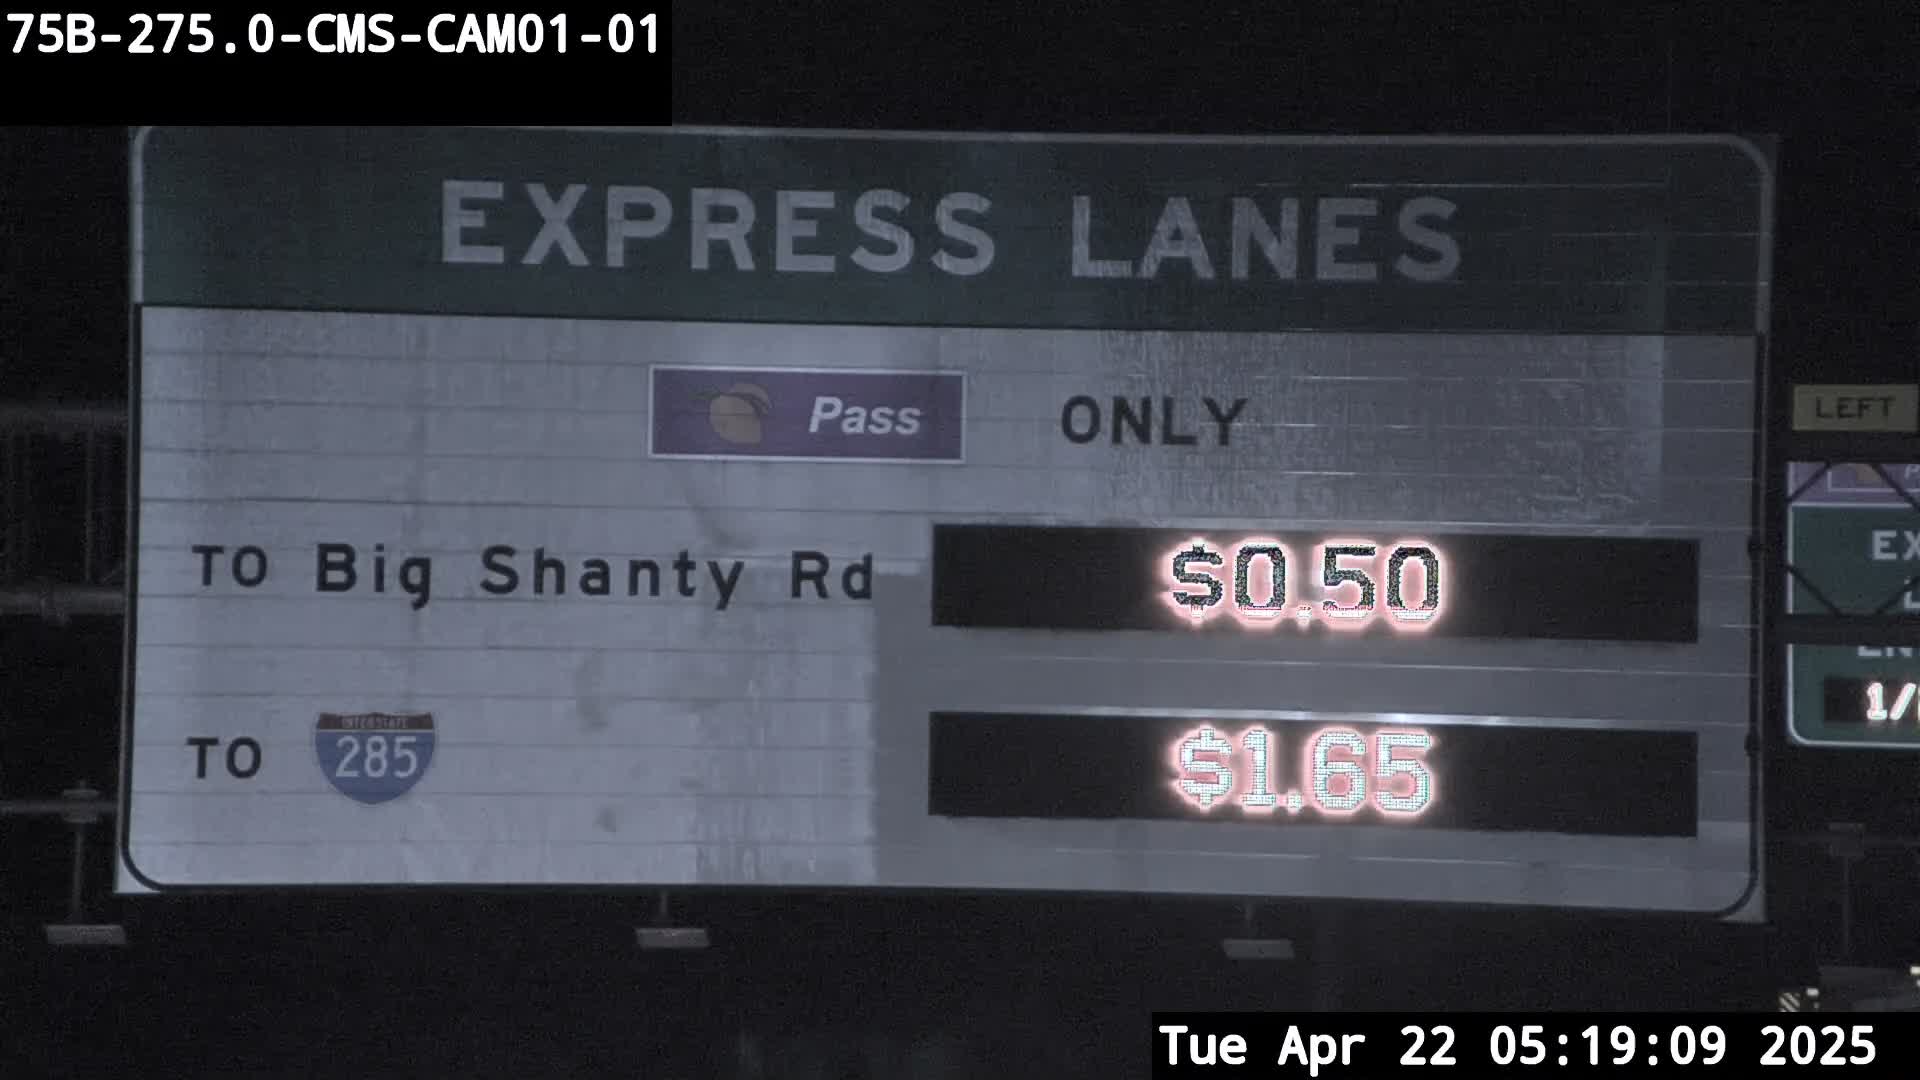 75B-275.0-CMS-CAM01-01
EXPRESS LANES
Pass ONLY
TO Big Shanty Rd $0.50
TO INTERSTATE 285 $1.65
LEFT
Tue Apr 22 05:19:09 2025